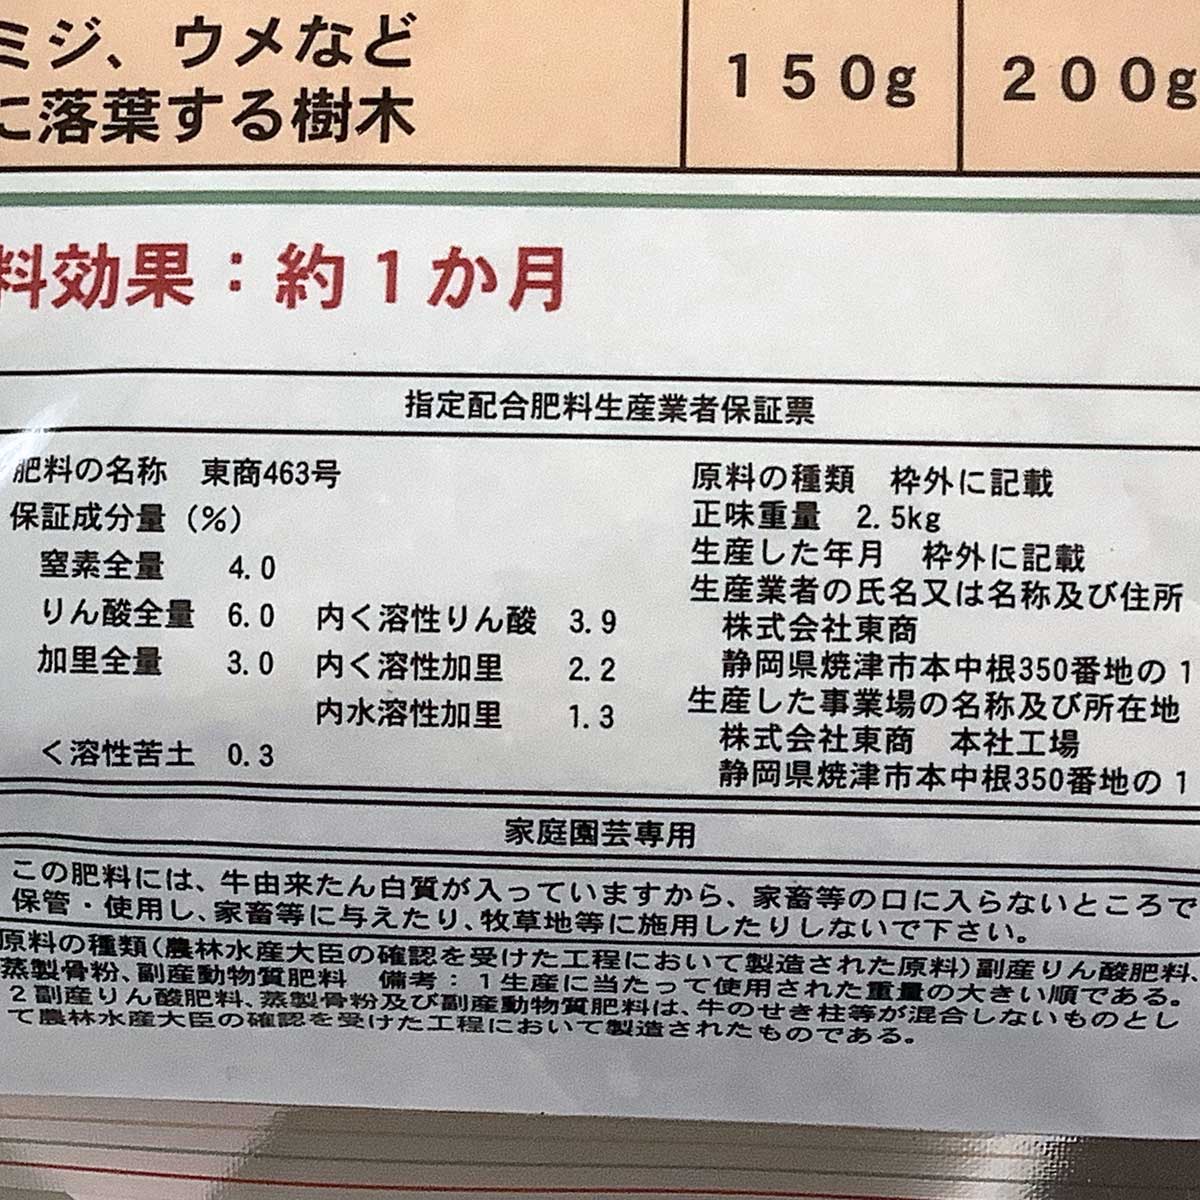 ミジ、ウメなど
に落葉する樹木
150g
200g
料効果：約1か月
指定配合肥料生産業者保証票
肥料の名称 東商463号
保証成分量（%）
窒素全量 4.0
りん酸全量 6.0 内く溶性りん酸 3.9
加里全量 3.0 内く溶性加里 2.2
内水溶性加里 1.3
く溶性苦土 0.3
原料の種類 枠外に記載
正味重量 2.5kg
生産した年月 枠外に記載
生産業者の氏名又は名称及び住所
株式会社東商
静岡県焼津市本中根350番地の1
生産した事業場の名称及び所在地
株式会社東商 本社工場
静岡県焼津市本中根350番地の1
家庭園芸専用
この肥料には、牛由来たん白質が入っていますから、家畜等の口に入らないところで
保管・使用し、家畜等に与えたり、牧草地等に施用したりしないで下さい。
原料の種類（農林水産大臣の確認を受けた工程において製造された原料）副産りん酸肥料、
蒸製骨粉、副産動物質肥料 備考：1生産に当たって使用された重量の大きい順である。
2副産りん酸肥料、蒸製骨粉及び副産動物質肥料は、牛のせき柱等が混合しないものとし
て農林水産大臣の確認を受けた工程において製造されたものである。